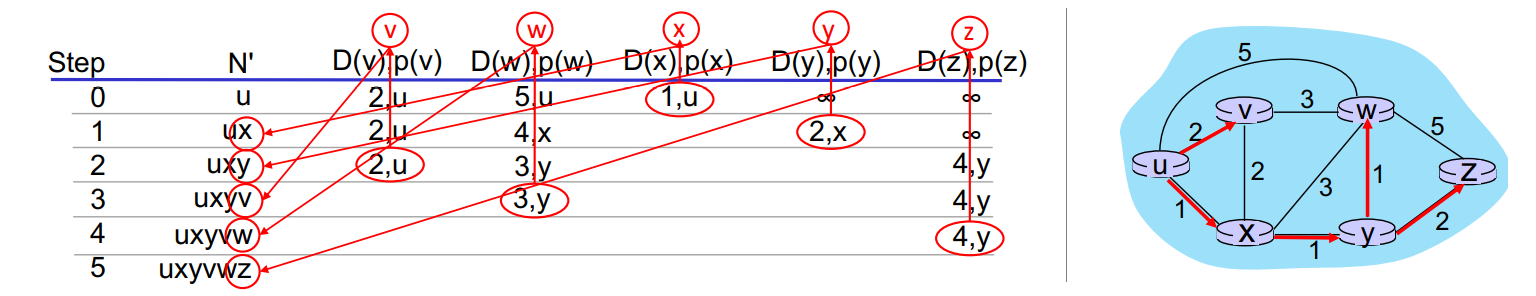 v w x y z
Step N' D(v),p(v) D(w),p(w) D(x),p(x) D(y),p(y) D(z),p(z)
0 u 2,u 5,u 1,u ∞ ∞
1 ux 2,u 4,x 2,x ∞
2 uxy 2,u 3,y 4,y
3 uxyv 3,y 4,y
4 uxyvw 4,y
5 uxyvwz
5
v 3 w
2 5
u z
2 3 1
1 2
x y
1